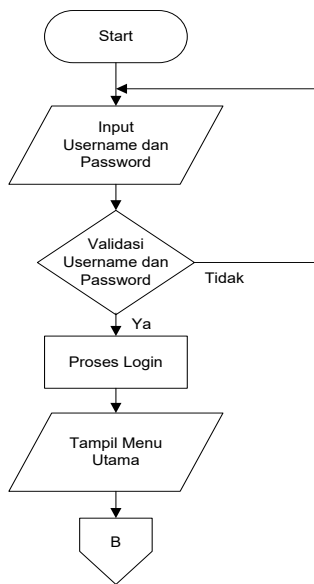 Start
Input
Username dan
Password
Validasi
Username dan
Password
Tidak
Ya
Proses Login
Tampil Menu
Utama
B